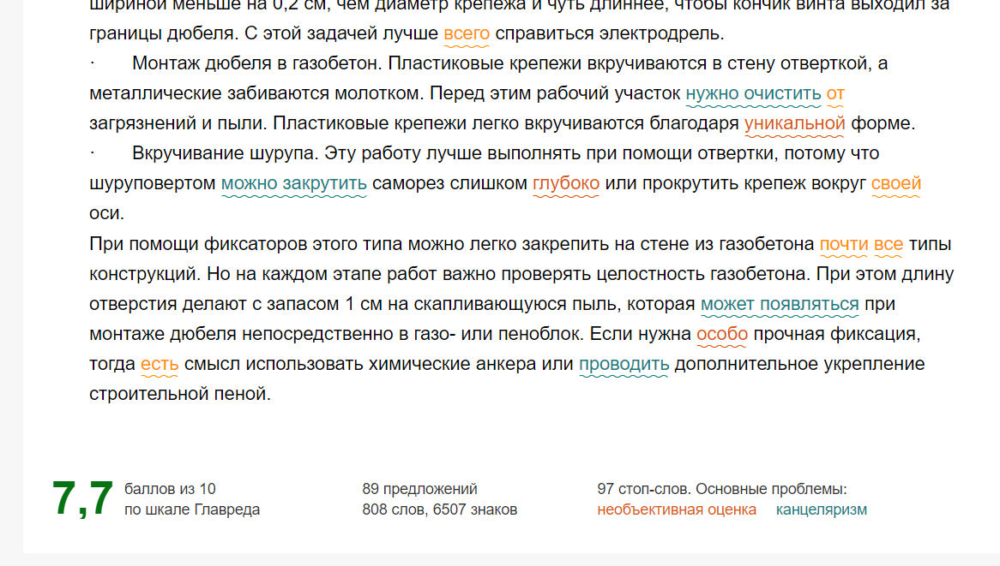 шириной меньше на 0,2 см, чем диаметр крепежа и чуть длиннее, чтобы кончик винта выходил за
границы дюбеля. С этой задачей лучше всего справиться электродрель.
· Монтаж дюбеля в газобетон. Пластиковые крепежи вкручиваются в стену отверткой, а
металлические забиваются молотком. Перед этим рабочий участок нужно очистить от
загрязнений и пыли. Пластиковые крепежи легко вкручиваются благодаря уникальной форме.
· Вкручивание шурупа. Эту работу лучше выполнять при помощи отвертки, потому что
шуруповертом можно закрутить саморез слишком глубоко или прокрутить крепеж вокруг своей
оси.
При помощи фиксаторов этого типа можно легко закрепить на стене из газобетона почти все типы
конструкций. Но на каждом этапе работ важно проверять целостность газобетона. При этом длину
отверстия делают с запасом 1 см на скапливающуюся пыль, которая может появляться при
монтаже дюбеля непосредственно в газо- или пеноблок. Если нужна особо прочная фиксация,
тогда есть смысл использовать химические анкера или проводить дополнительное укрепление
строительной пеной.
7,7 баллов из 10 89 предложений 97 стоп-слов. Основные проблемы:
по шкале Главреда 808 слов, 6507 знаков необъективная оценка канцеляризм